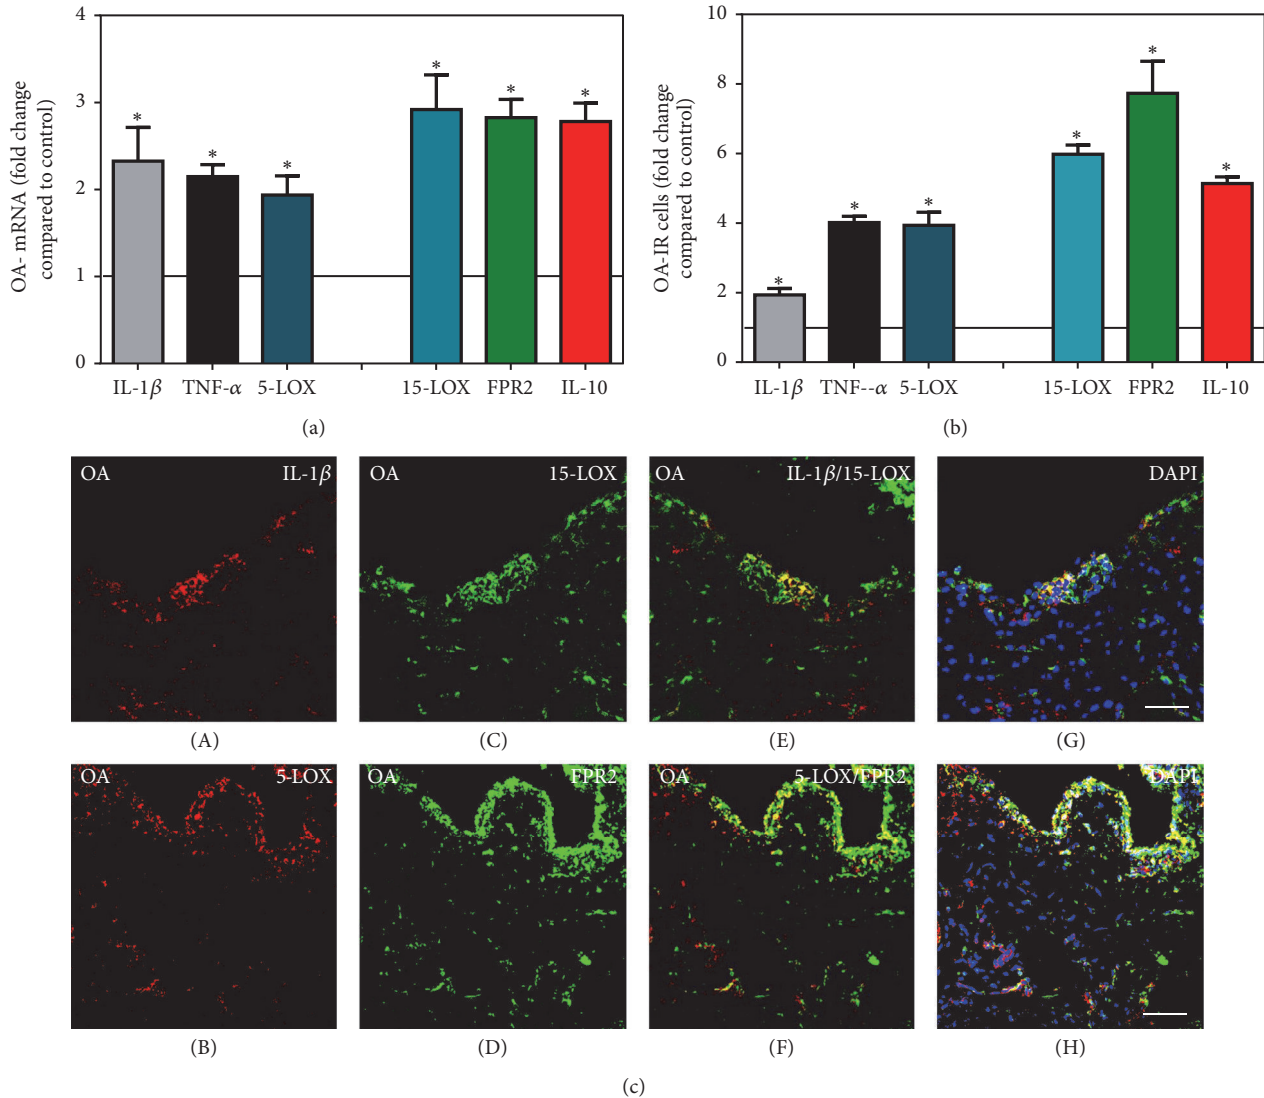 OA- mRNA (fold change
compared to control)
4
3
2
1
0
*
*
*
*
*
*
IL-1β
TNF-α
5-LOX
15-LOX
FPR2
IL-10
(a)
OA-IR cells (fold change
compared to control)
10
8
6
4
2
0
*
*
*
*
*
*
IL-1β
TNF--α
5-LOX
15-LOX
FPR2
IL-10
(b)
OA IL-1β
OA 15-LOX
OA IL-1β/15-LOX
DAPI
(A)
(C)
(E)
(G)
OA 5-LOX
OA FPR2
OA 5-LOX/FPR2
DAPI
(B)
(D)
(F)
(H)
(c)